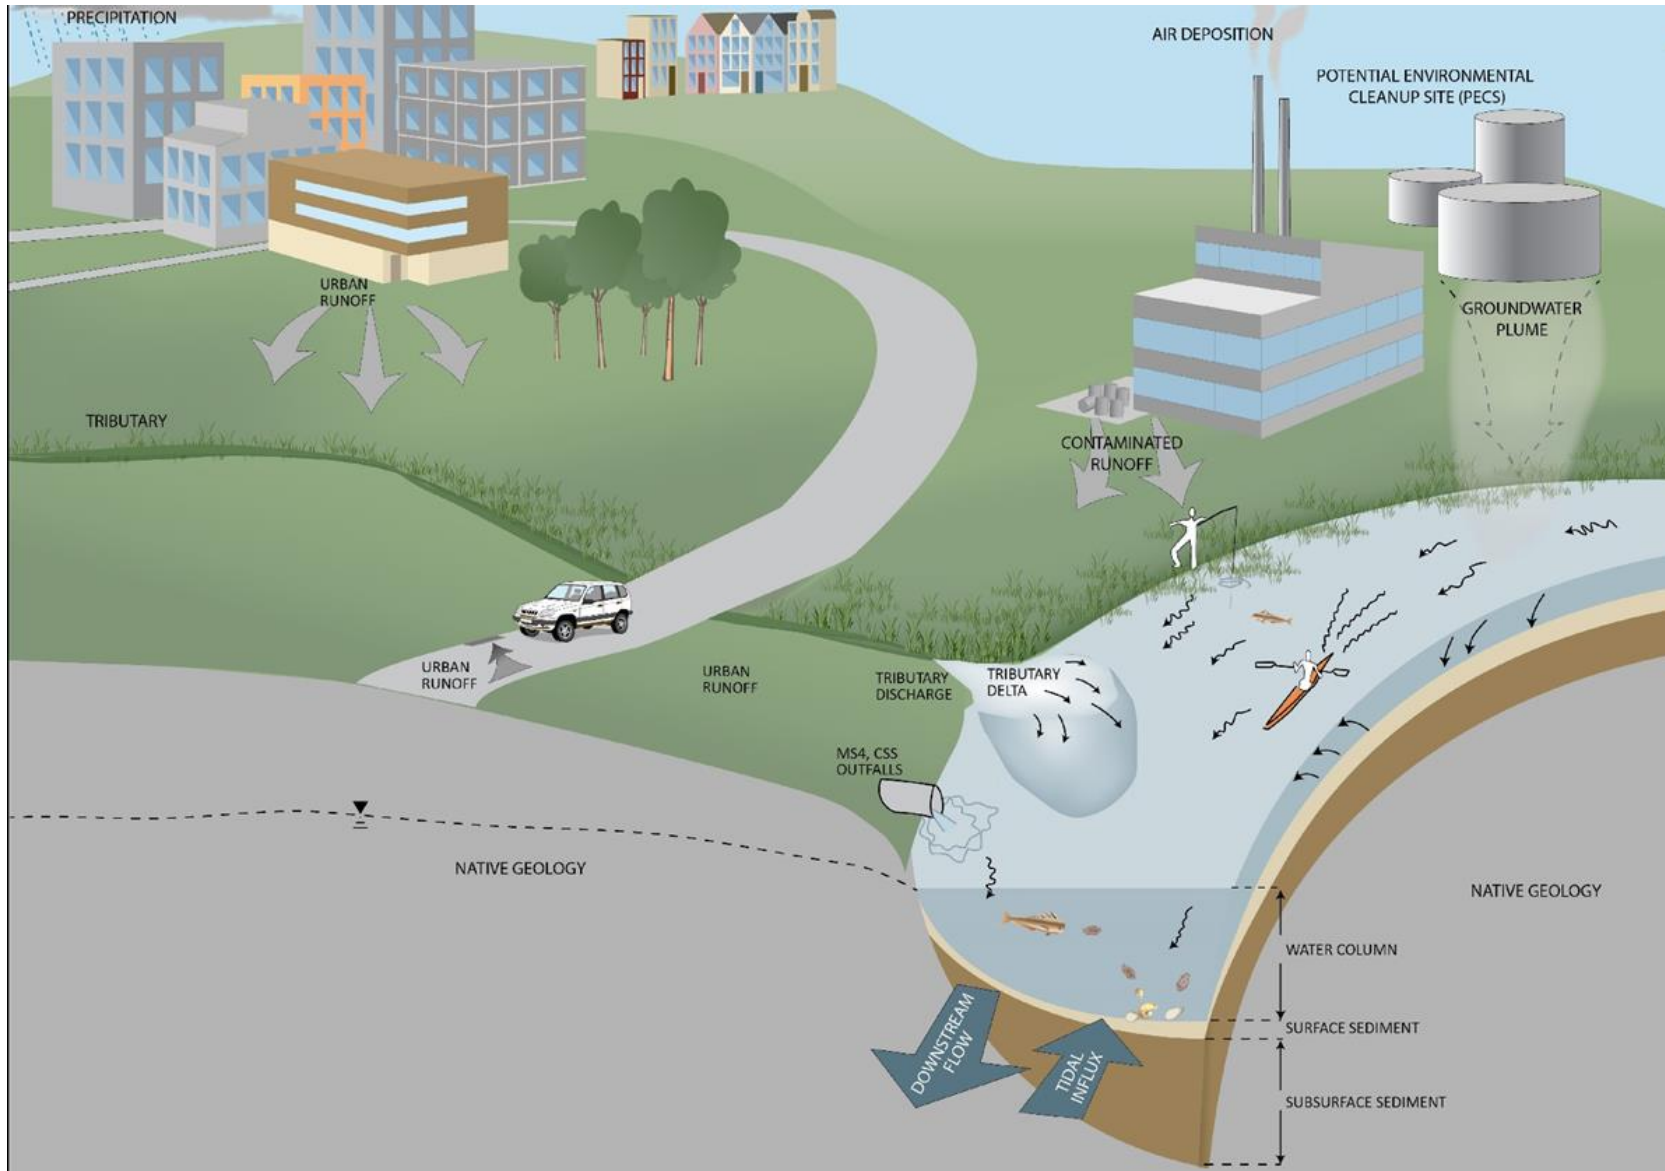 PRECIPITATION
AIR DEPOSITION
POTENTIAL ENVIRONMENTAL
CLEANUP SITE (PECS)
URBAN
RUNOFF
GROUNDWATER
PLUME
TRIBUTARY
CONTAMINATED
RUNOFF
URBAN
RUNOFF
URBAN
RUNOFF
TRIBUTARY
DISCHARGE
TRIBUTARY
DELTA
MS4, CSS
OUTFALLS
NATIVE GEOLOGY
NATIVE GEOLOGY
WATER COLUMN
SURFACE SEDIMENT
DOWNSTREAM
FLOW
TIDAL
INFLUX
SUBSURFACE SEDIMENT